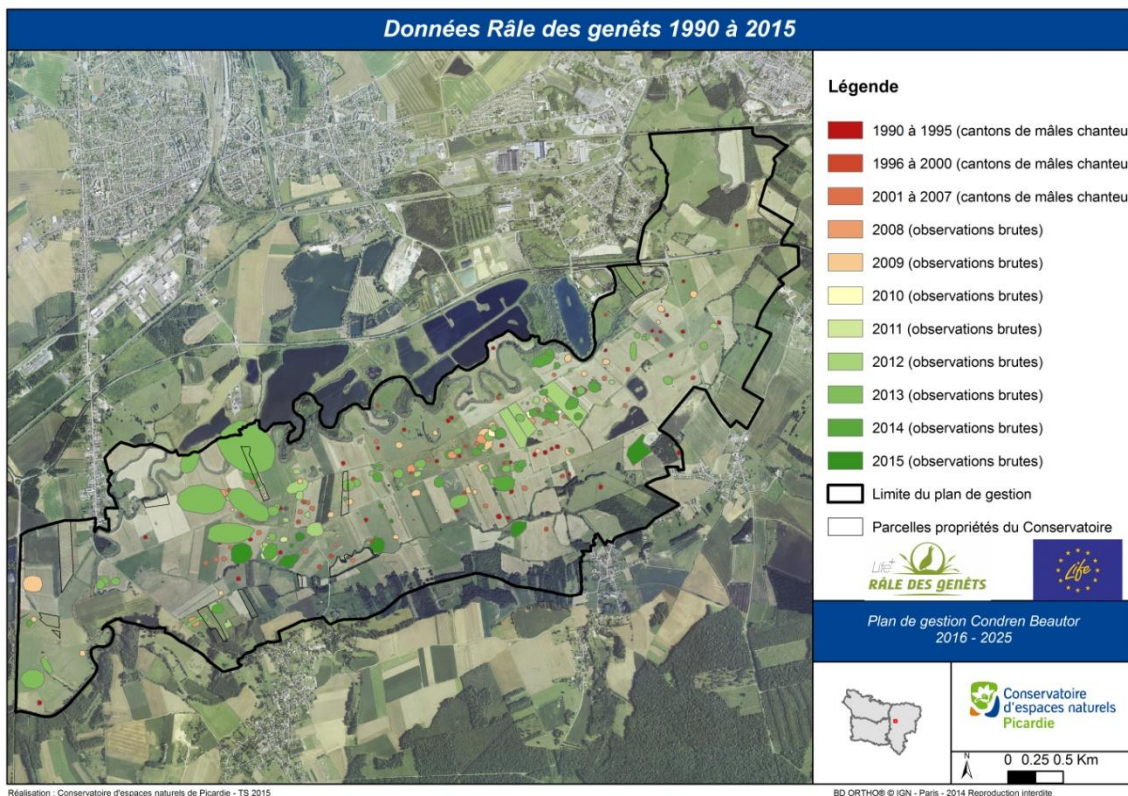 Données Râle des genêts 1990 à 2015
Légende
1990 à 1995 (cantons de mâles chanteu
1996 à 2000 (cantons de mâles chanteu
2001 à 2007 (cantons de mâles chanteu
2008 (observations brutes)
2009 (observations brutes)
2010 (observations brutes)
2011 (observations brutes)
2012 (observations brutes)
2013 (observations brutes)
2014 (observations brutes)
2015 (observations brutes)
Limite du plan de gestion
Parcelles propriétés du Conservatoire
Life+
RÂLE DES GENÊTS
Life
Plan de gestion Condren Beautor
2016 - 2025
Conservatoire
d'espaces naturels
Picardie
N
0 0.25 0.5 Km
Réalisation : Conservatoire d'espaces naturels de Picardie - TS 2015
BD ORTHO® © IGN - Paris - 2014 Reproduction interdite